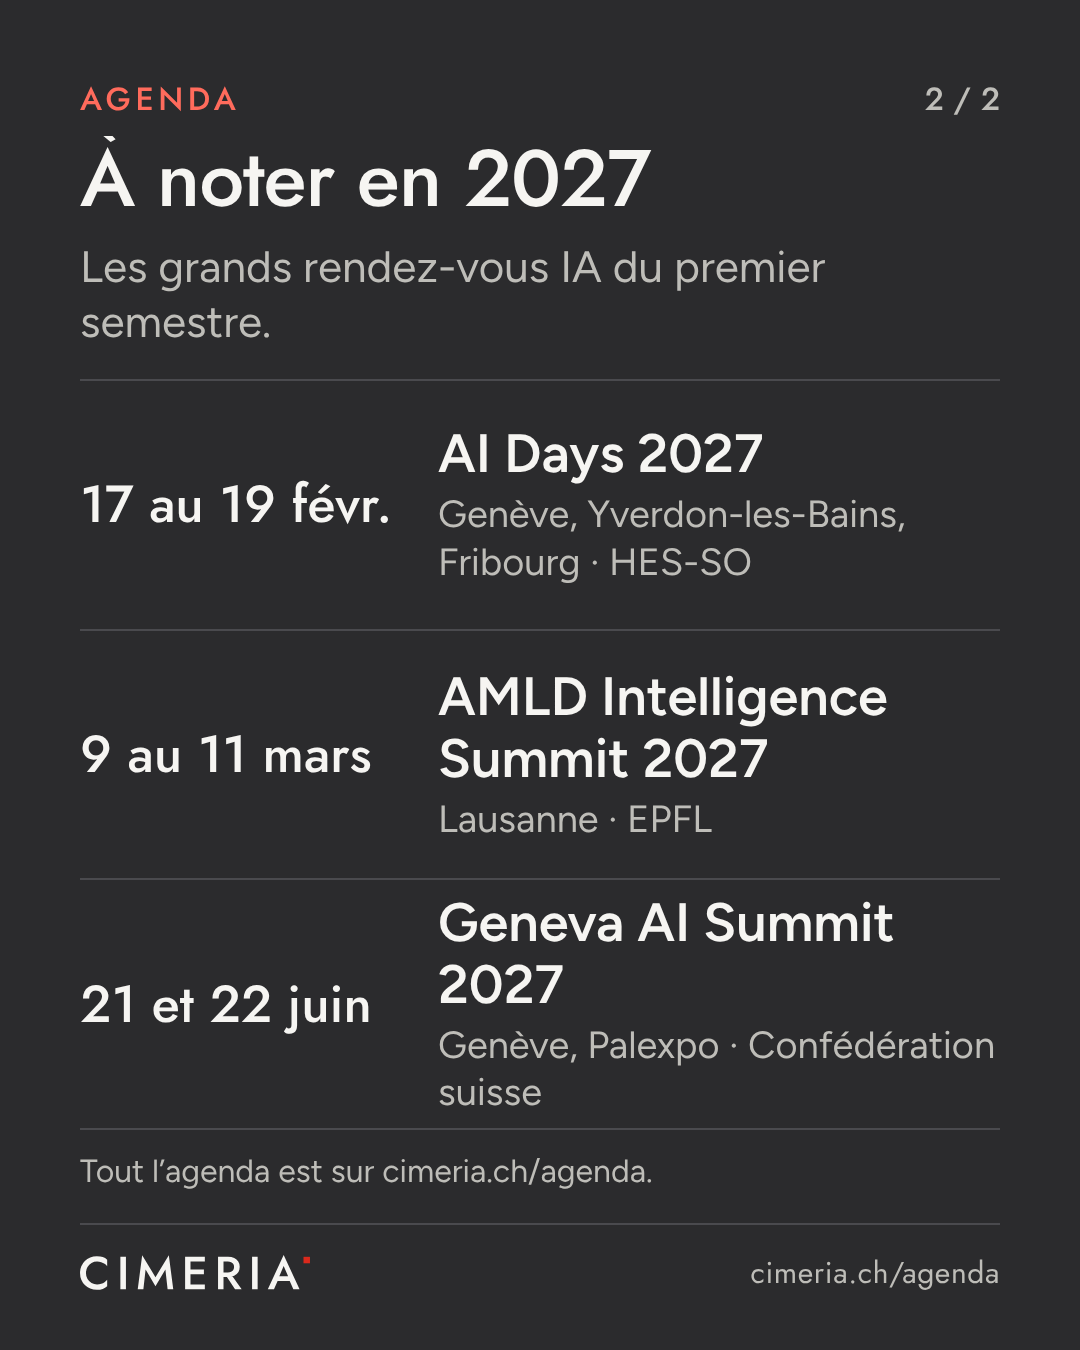 AGENDA
2 / 2
À noter en 2027
Les grands rendez-vous IA du premier
semestre.
17 au 19 févr.
AI Days 2027
Genève, Yverdon-les-Bains,
Fribourg · HES-SO
9 au 11 mars
AMLD Intelligence
Summit 2027
Lausanne · EPFL
21 et 22 juin
Geneva AI Summit
2027
Genève, Palexpo · Confédération
suisse
Tout l’agenda est sur cimeria.ch/agenda.
CIMERIA
cimeria.ch/agenda